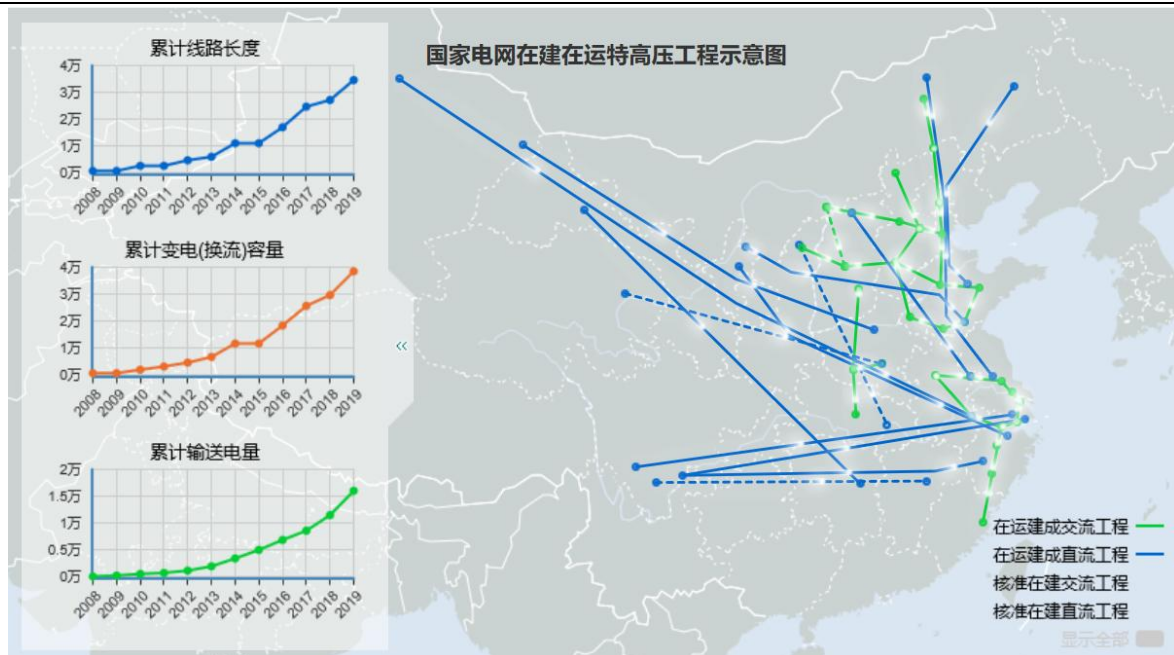 国家电网在建在运特高压工程示意图
累计线路长度
4万
3万
2万
1万
0万
2008 2009 2010 2011 2012 2013 2014 2015 2016 2017 2018 2019
累计变电(换流)容量
4万
3万
2万
1万
0万
2008 2009 2010 2011 2012 2013 2014 2015 2016 2017 2018 2019
累计输送电量
2万
1.5万
1万
0.5万
0万
2008 2009 2010 2011 2012 2013 2014 2015 2016 2017 2018 2019
«
在运建成交流工程
在运建成直流工程
核准在建交流工程
核准在建直流工程
显示全部